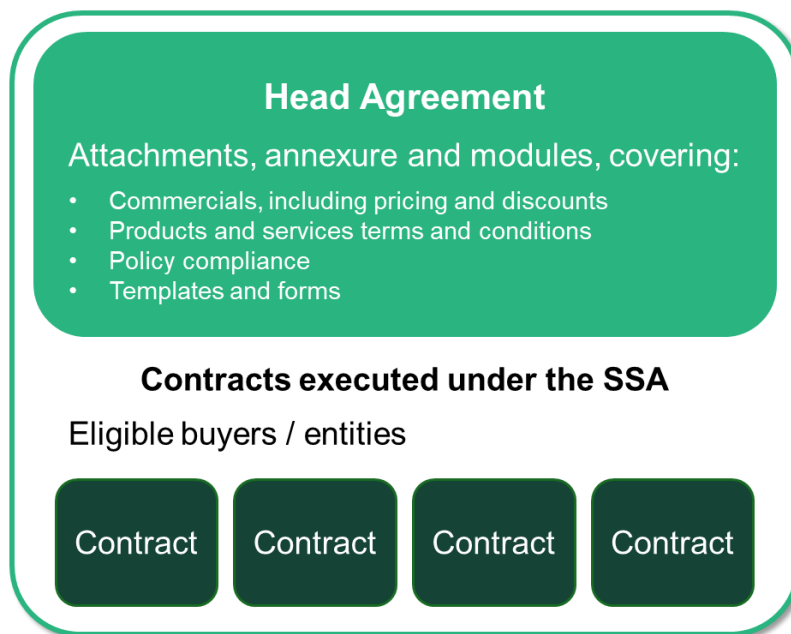 Head Agreement
Attachments, annexure and modules, covering:
• Commercials, including pricing and discounts
• Products and services terms and conditions
• Policy compliance
• Templates and forms
Contracts executed under the SSA
Eligible buyers / entities
Contract Contract Contract Contract